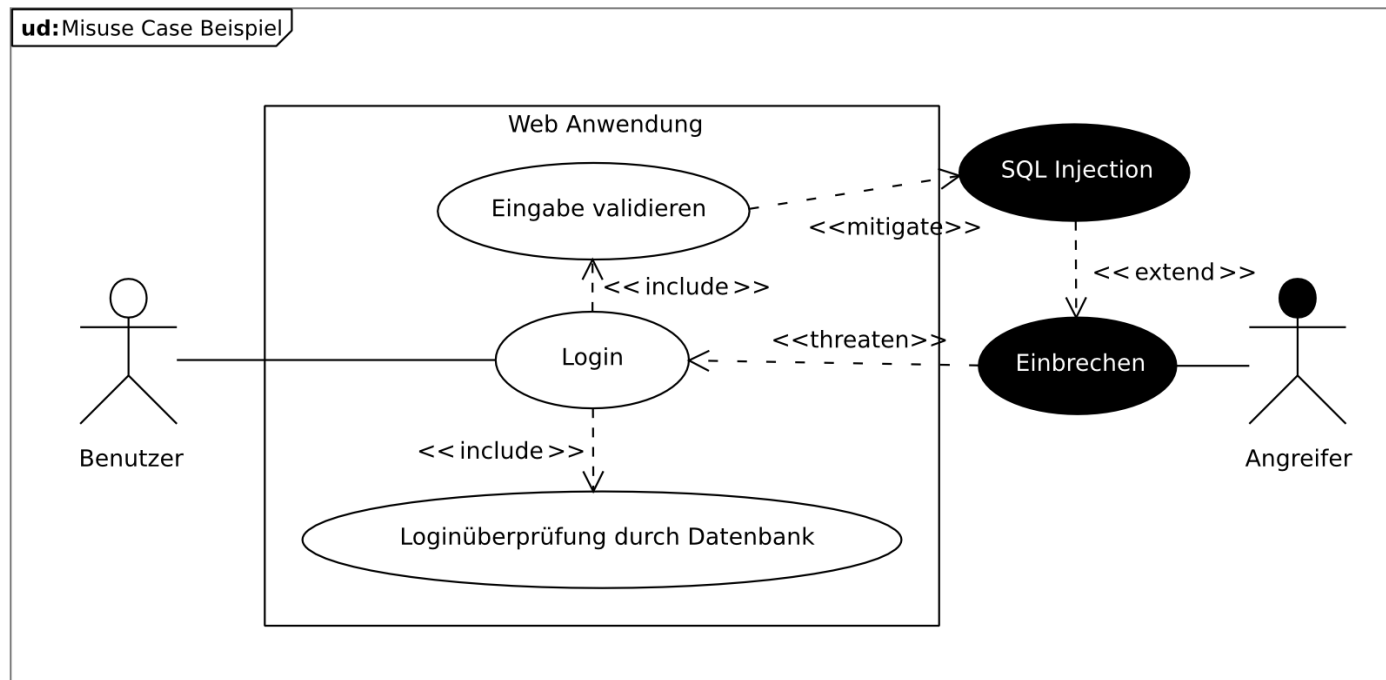 ud: Misuse Case Beispiel
Web Anwendung
SQL Injection
Eingabe validieren
<<mitigate>>
<<extend>>
<<include>>
<<threaten>>
Login
Einbrechen
<<include>>
Benutzer
Angreifer
Loginüberprüfung durch Datenbank